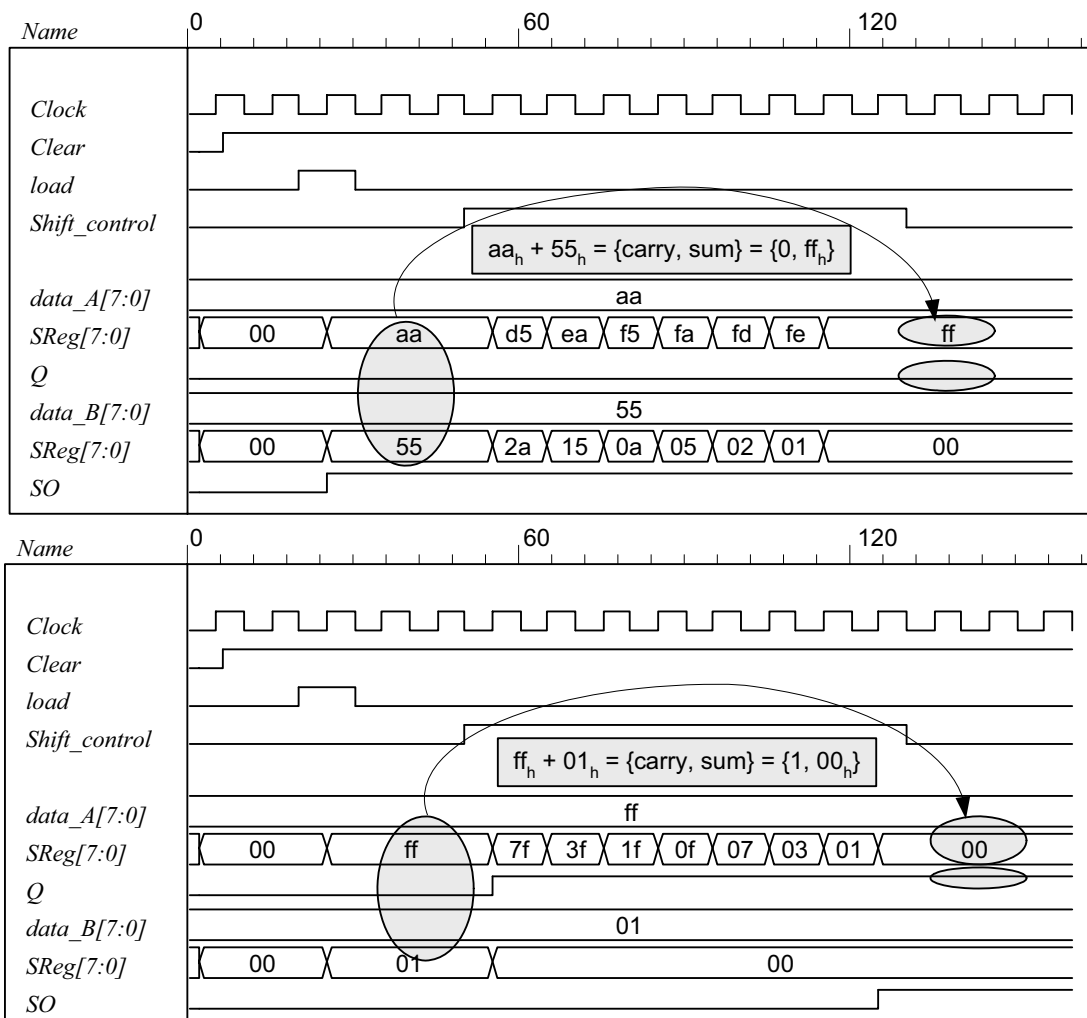 Name 0 60 120
Clock
Clear
load
Shift_control
aah + 55h = {carry, sum} = {0, ffh}
data_A[7:0] aa
SReg[7:0] 00 aa d5 ea f5 fa fd fe ff
Q
data_B[7:0] 55
SReg[7:0] 00 55 2a 15 0a 05 02 01 00
SO
Name 0 60 120
Clock
Clear
load
Shift_control
ffh + 01h = {carry, sum} = {1, 00h}
data_A[7:0] ff
SReg[7:0] 00 ff 7f 3f 1f 0f 07 03 01 00
Q
data_B[7:0] 01
SReg[7:0] 00 01 00
SO